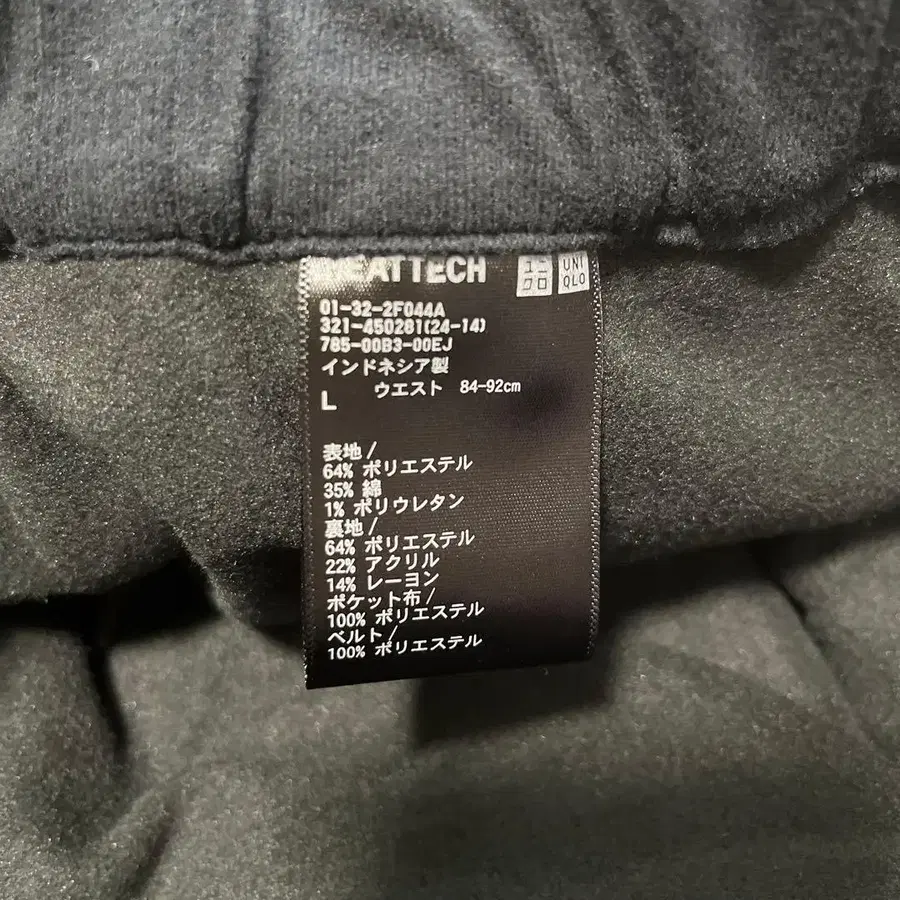 HEATTECH ユニクロ UNIQLO
01-32-2F044A
321-450281(24-14)
785-00B3-00EJ
インドネシア製
L ウエスト 84-92cm
表地/
64% ポリエステル
35% 綿
1% ポリウレタン
裏地/
64% ポリエステル
22% アクリル
14% レーヨン
ポケット布/
100% ポリエステル
ベルト/
100% ポリエステル